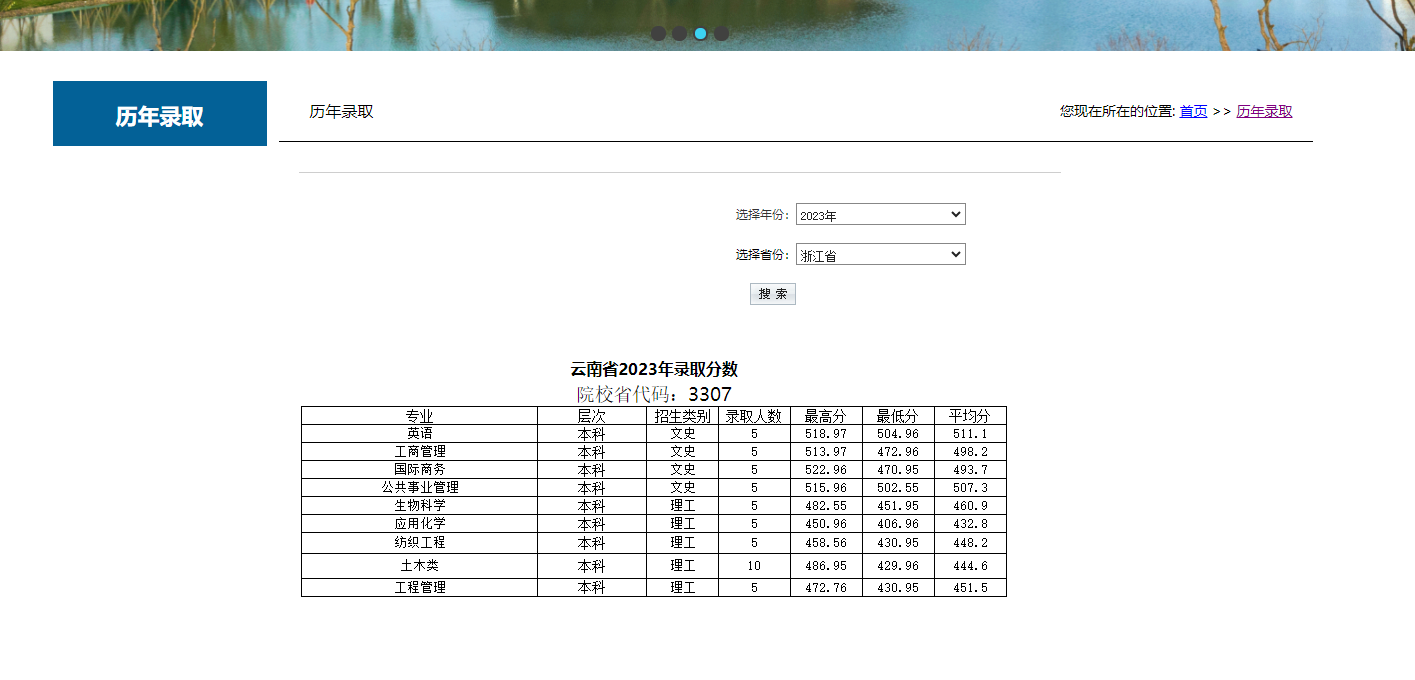 历年录取
历年录取
您现在所在的位置: 首页 >> 历年录取
选择年份： 2023年
选择省份： 浙江省
搜 索
云南省2023年录取分数
院校省代码：3307
专业 层次 招生类别 录取人数 最高分 最低分 平均分
英语 本科 文史 5 518.97 504.96 511.1
工商管理 本科 文史 5 513.97 472.96 498.2
国际商务 本科 文史 5 522.96 470.95 493.7
公共事业管理 本科 文史 5 515.96 502.55 507.3
生物科学 本科 理工 5 482.55 451.95 460.9
应用化学 本科 理工 5 450.96 406.96 432.8
纺织工程 本科 理工 5 458.56 430.95 448.2
土木类 本科 理工 10 486.95 429.96 444.6
工程管理 本科 理工 5 472.76 430.95 451.5